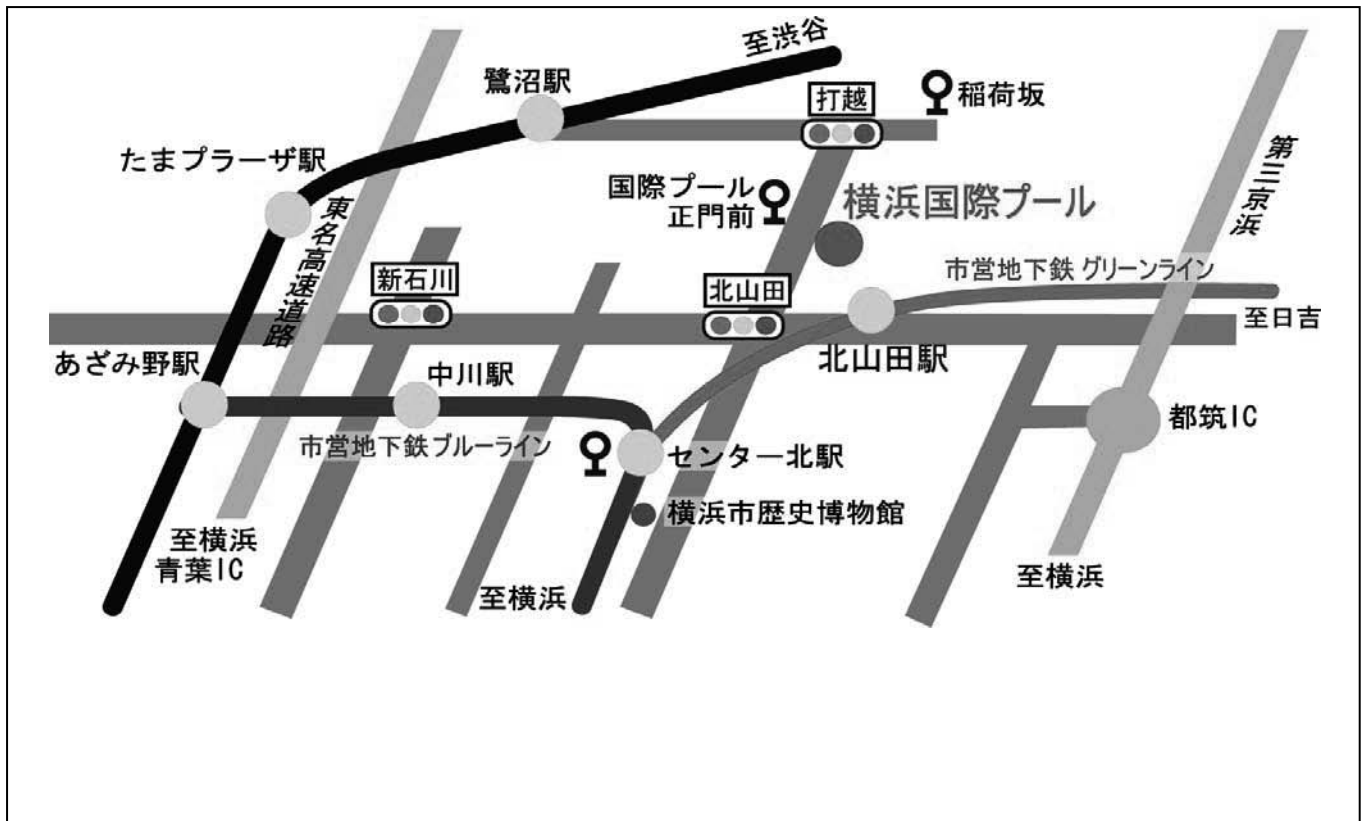 至渋谷
鷺沼駅
打越
稲荷坂
たまプラーザ駅
第三京浜
国際プール
正門前
横浜国際プール
東名高速道路
市営地下鉄 グリーンライン
新石川
北山田
至日吉
あざみ野駅
中川駅
北山田駅
都筑IC
市営地下鉄 ブルーライン
センター北駅
横浜市歴史博物館
至横浜
青葉IC
至横浜
至横浜